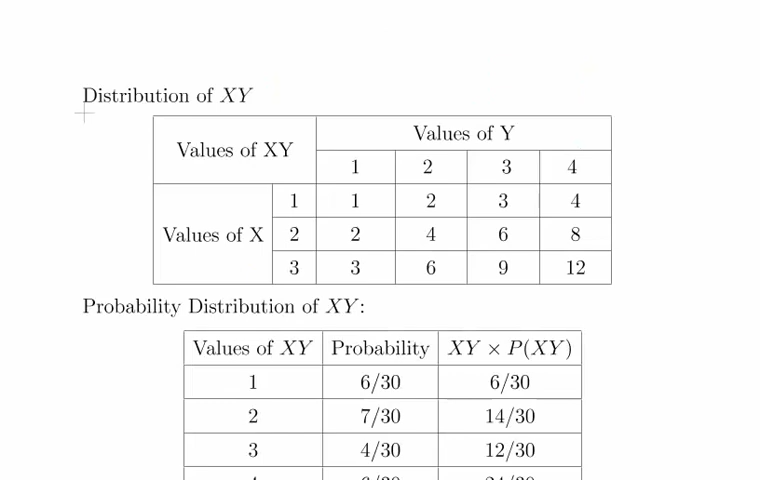 Distribution of XY
Values of Y
Values of XY
1 2 3 4
1 1 2 3 4
Values of X 2 2 4 6 8
3 3 6 9 12
Probability Distribution of XY:
Values of XY Probability XY × P(XY)
1 6/30 6/30
2 7/30 14/30
3 4/30 12/30